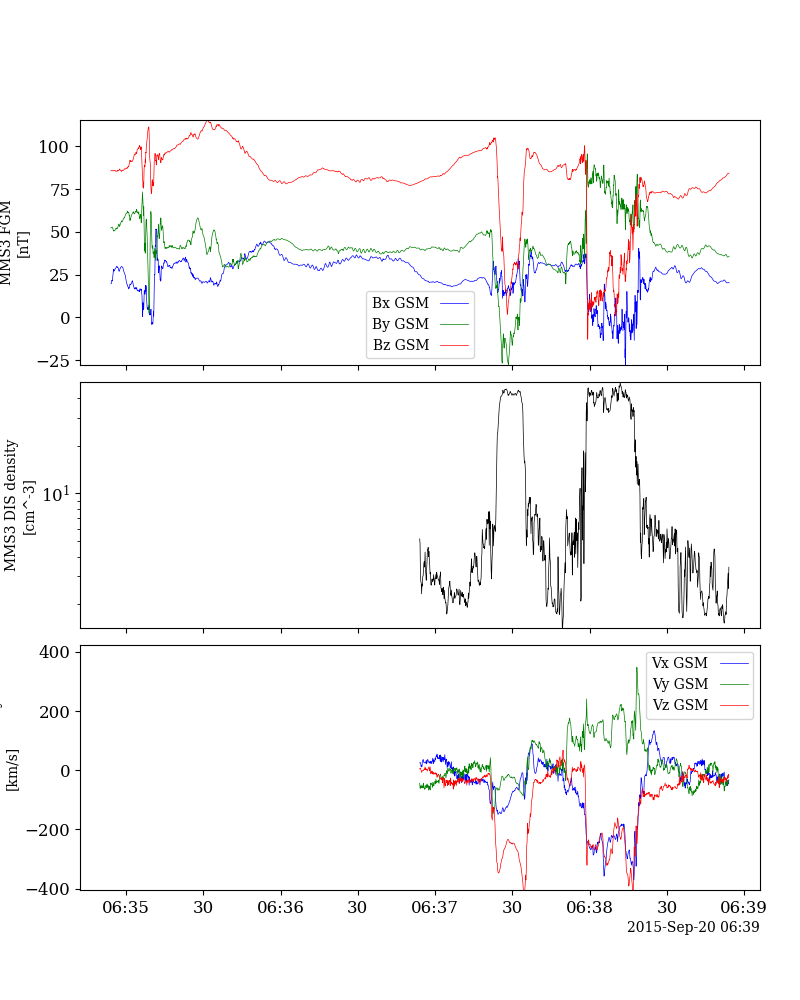 100
75
50
25
0
−25
MMS3 FGM
[nT]
Bx GSM
By GSM
Bz GSM
10^1
MMS3 DIS density
[cm^-3]
400
200
0
−200
−400
[km/s]
Vx GSM
Vy GSM
Vz GSM
06:35 30 06:36 30 06:37 30 06:38 30 06:39
2015-Sep-20 06:39